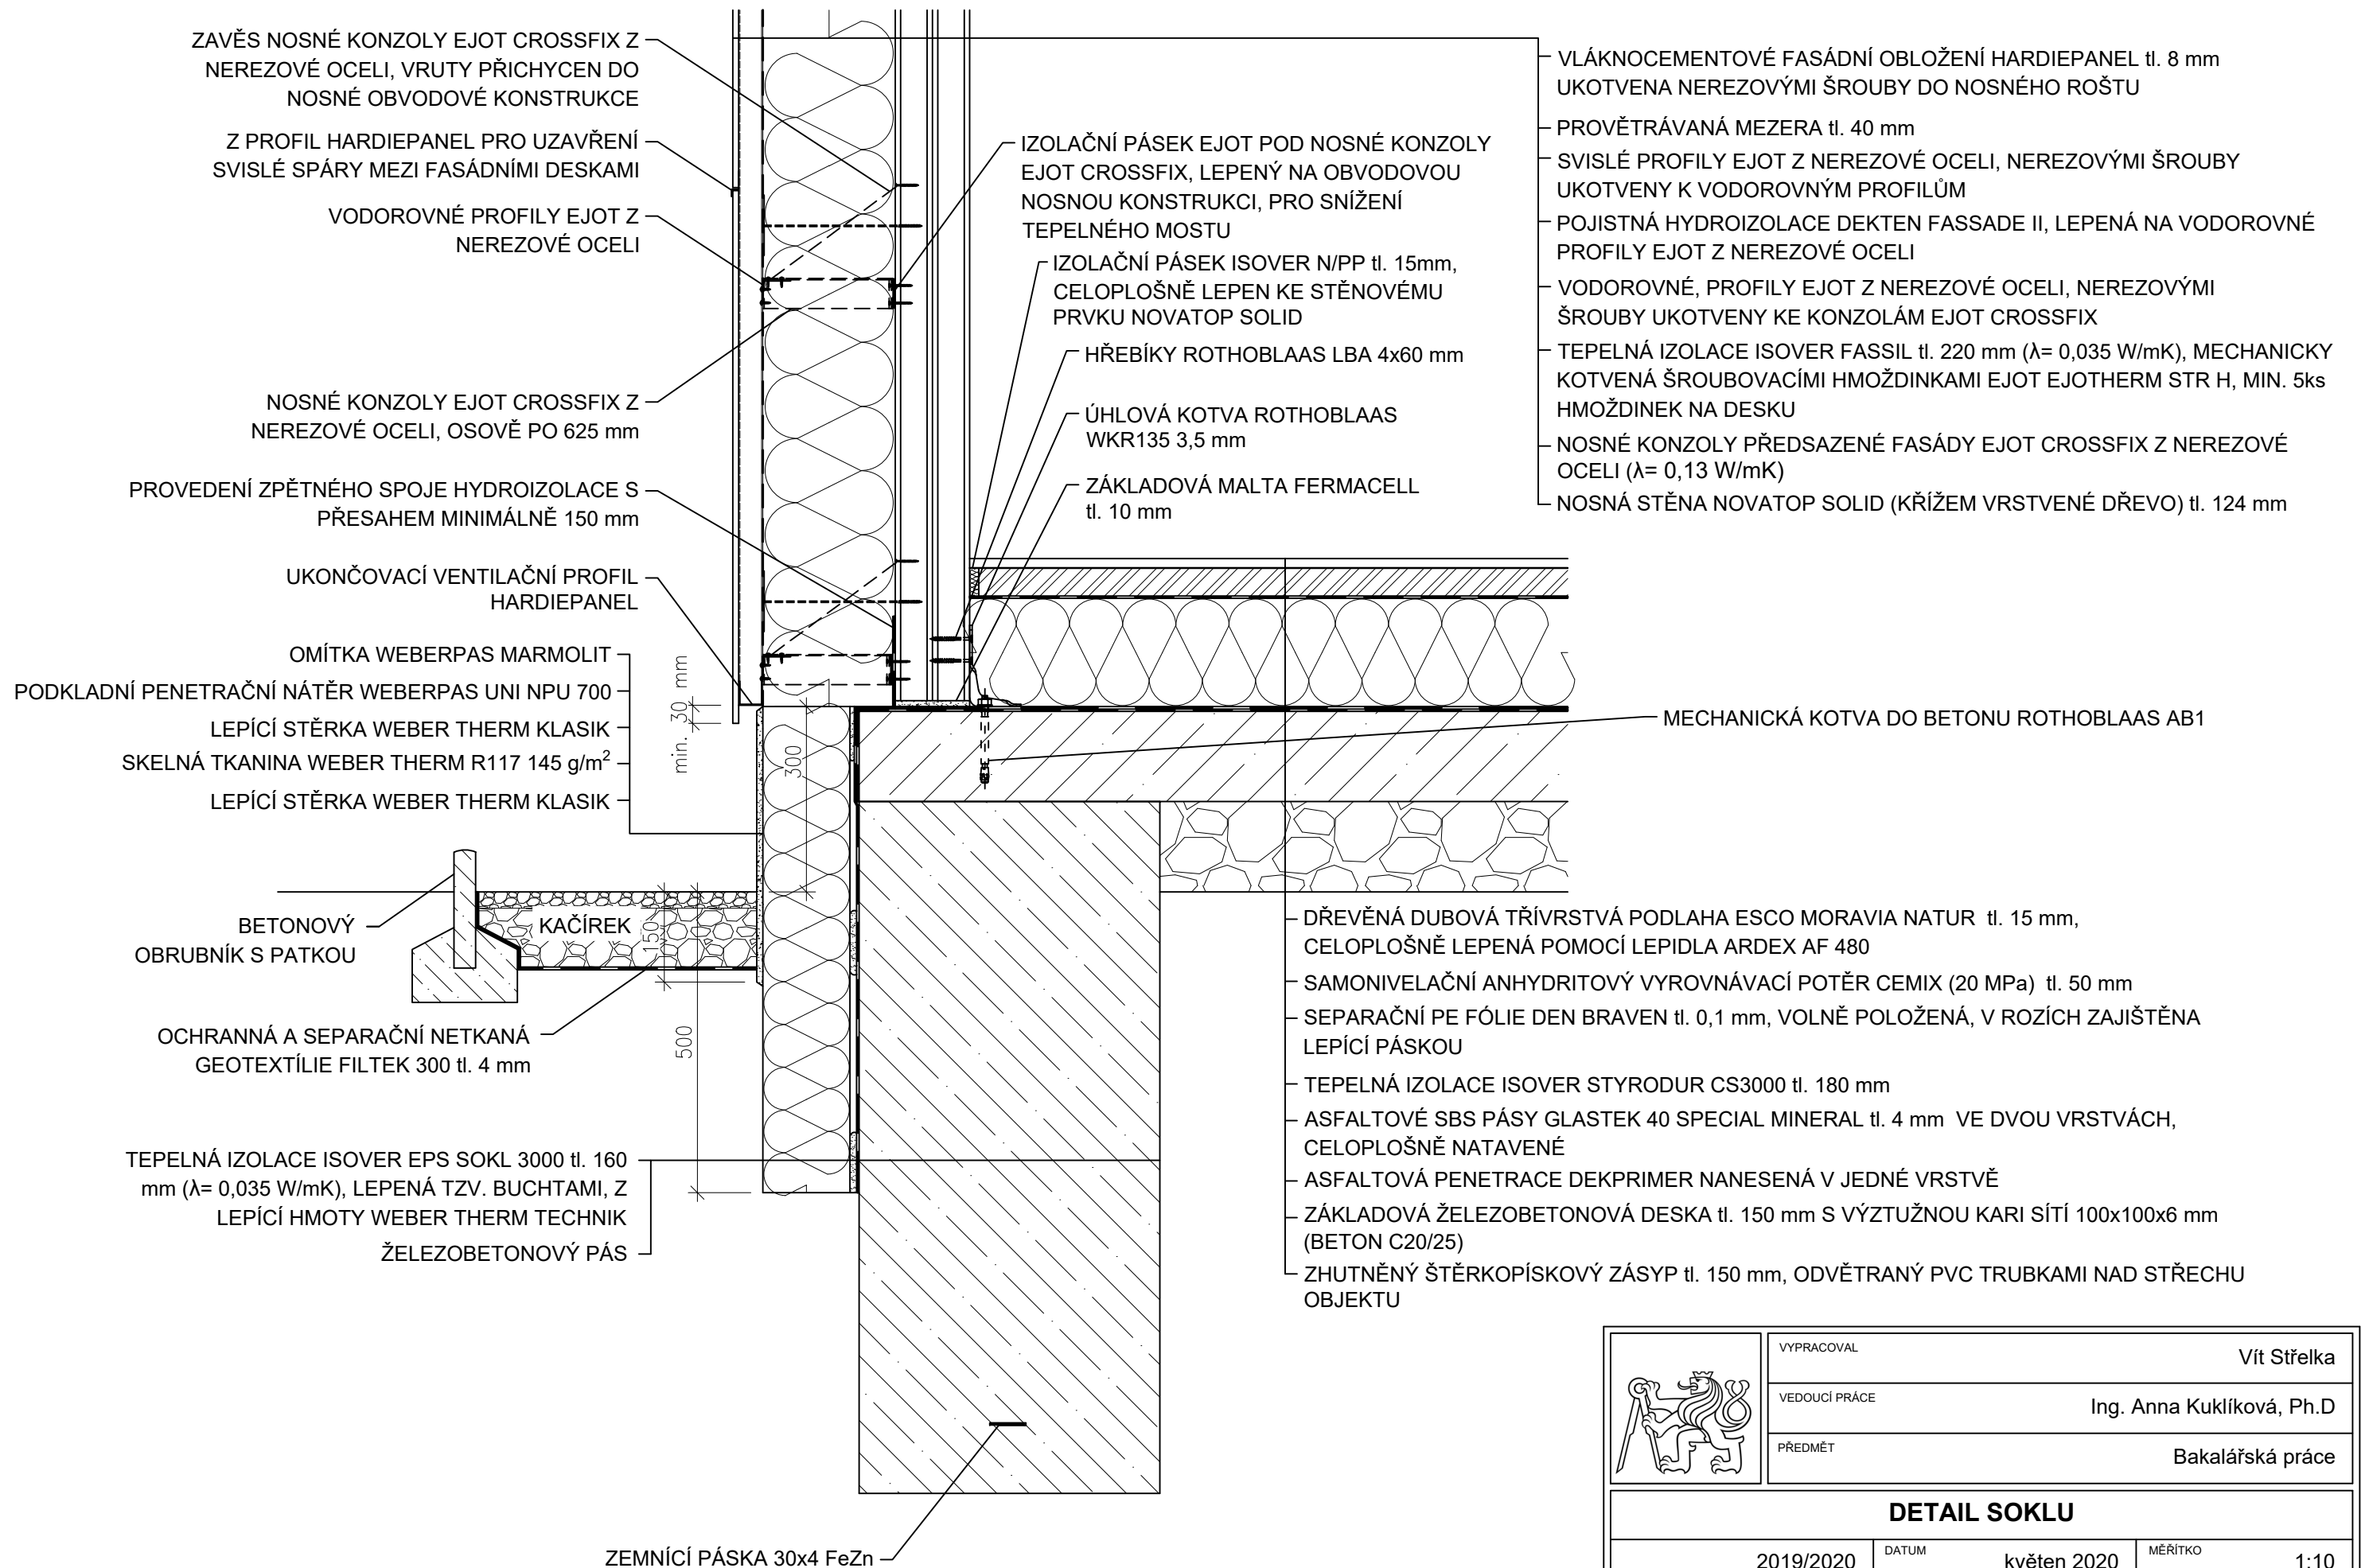 ZAVĚS NOSNÉ KONZOLY EJOT CROSSFIX Z
NEREZOVÉ OCELI, VRUTY PŘICHYCEN DO
NOSNÉ OBVODOVÉ KONSTRUKCE
Z PROFIL HARDIEPANEL PRO UZAVŘENÍ
SVISLÉ SPÁRY MEZI FASÁDNÍMI DESKAMI
VODOROVNÉ PROFILY EJOT Z
NEREZOVÉ OCELI
NOSNÉ KONZOLY EJOT CROSSFIX Z
NEREZOVÉ OCELI, OSOVĚ PO 625 mm
PROVEDENÍ ZPĚTNÉHO SPOJE HYDROIZOLACE S
PŘESAHEM MINIMÁLNĚ 150 mm
UKONČOVACÍ VENTILAČNÍ PROFIL
HARDIEPANEL
OMÍTKA WEBERPAS MARMOLIT
PODKLADNÍ PENETRAČNÍ NÁTĚR WEBERPAS UNI NPU 700
LEPÍCÍ STĚRKA WEBER THERM KLASIK
SKELNÁ TKANINA WEBER THERM R117 145 g/m²
LEPÍCÍ STĚRKA WEBER THERM KLASIK
BETONOVÝ
OBRUBNÍK S PATKOU
KAČÍREK
OCHRANNÁ A SEPARAČNÍ NETKANÁ
GEOTEXTÍLIE FILTEK 300 tl. 4 mm
TEPELNÁ IZOLACE ISOVER EPS SOKL 3000 tl. 160
mm (λ= 0,035 W/mK), LEPENÁ TZV. BUCHTAMI, Z
LEPÍCÍ HMOTY WEBER THERM TECHNIK
ŽELEZOBETONOVÝ PÁS
ZEMNÍCÍ PÁSKA 30x4 FeZn
min. 30 mm
300
150
500
IZOLAČNÍ PÁSEK EJOT POD NOSNÉ KONZOLY
EJOT CROSSFIX, LEPENÝ NA OBVODOVOU
NOSNOU KONSTRUKCI, PRO SNÍŽENÍ
TEPELNÉHO MOSTU
IZOLAČNÍ PÁSEK ISOVER N/PP tl. 15mm,
CELOPLOŠNĚ LEPEN KE STĚNOVÉMU
PRVKU NOVATOP SOLID
HŘEBÍKY ROTHOBLAAS LBA 4x60 mm
ÚHLOVÁ KOTVA ROTHOBLAAS
WKR135 3,5 mm
ZÁKLADOVÁ MALTA FERMACELL
tl. 10 mm
VLÁKNOCEMENTOVÉ FASÁDNÍ OBLOŽENÍ HARDIEPANEL tl. 8 mm
UKOTVENA NEREZOVÝMI ŠROUBY DO NOSNÉHO ROŠTU
PROVĚTRÁVANÁ MEZERA tl. 40 mm
SVISLÉ PROFILY EJOT Z NEREZOVÉ OCELI, NEREZOVÝMI ŠROUBY
UKOTVENY K VODOROVNÝM PROFILŮM
POJISTNÁ HYDROIZOLACE DEKTEN FASSADE II, LEPENÁ NA VODOROVNÉ
PROFILY EJOT Z NEREZOVÉ OCELI
VODOROVNÉ, PROFILY EJOT Z NEREZOVÉ OCELI, NEREZOVÝMI
ŠROUBY UKOTVENY KE KONZOLÁM EJOT CROSSFIX
TEPELNÁ IZOLACE ISOVER FASSIL tl. 220 mm (λ= 0,035 W/mK), MECHANICKY
KOTVENÁ ŠROUBOVACÍMI HMOŽDINKAMI EJOT EJOTHERM STR H, MIN. 5ks
HMOŽDINEK NA DESKU
NOSNÉ KONZOLY PŘEDSAZENÉ FASÁDY EJOT CROSSFIX Z NEREZOVÉ
OCELI (λ= 0,13 W/mK)
NOSNÁ STĚNA NOVATOP SOLID (KŘÍŽEM VRSTVENÉ DŘEVO) tl. 124 mm
MECHANICKÁ KOTVA DO BETONU ROTHOBLAAS AB1
DŘEVĚNÁ DUBOVÁ TŘÍVRSTVÁ PODLAHA ESCO MORAVIA NATUR tl. 15 mm,
CELOPLOŠNĚ LEPENÁ POMOCÍ LEPIDLA ARDEX AF 480
SAMONIVELAČNÍ ANHYDRITOVÝ VYROVNÁVACÍ POTĚR CEMIX (20 MPa) tl. 50 mm
SEPARAČNÍ PE FÓLIE DEN BRAVEN tl. 0,1 mm, VOLNĚ POLOŽENÁ, V ROZÍCH ZAJIŠTĚNA
LEPÍCÍ PÁSKOU
TEPELNÁ IZOLACE ISOVER STYRODUR CS3000 tl. 180 mm
ASFALTOVÉ SBS PÁSY GLASTEK 40 SPECIAL MINERAL tl. 4 mm VE DVOU VRSTVÁCH,
CELOPLOŠNĚ NATAVENÉ
ASFALTOVÁ PENETRACE DEKPRIMER NANESENÁ V JEDNÉ VRSTVĚ
ZÁKLADOVÁ ŽELEZOBETONOVÁ DESKA tl. 150 mm S VÝZTUŽNOU KARI SÍTÍ 100x100x6 mm
(BETON C20/25)
ZHUTNĚNÝ ŠTĚRKOPÍSKOVÝ ZÁSYP tl. 150 mm, ODVĚTRANÝ PVC TRUBKAMI NAD STŘECHU
OBJEKTU
VYPRACOVAL
Vít Střelka
VEDOUCÍ PRÁCE
Ing. Anna Kuklíková, Ph.D
PŘEDMĚT
Bakalářská práce
DETAIL SOKLU
2019/2020
DATUM
květen 2020
MĚŘÍTKO
1:10